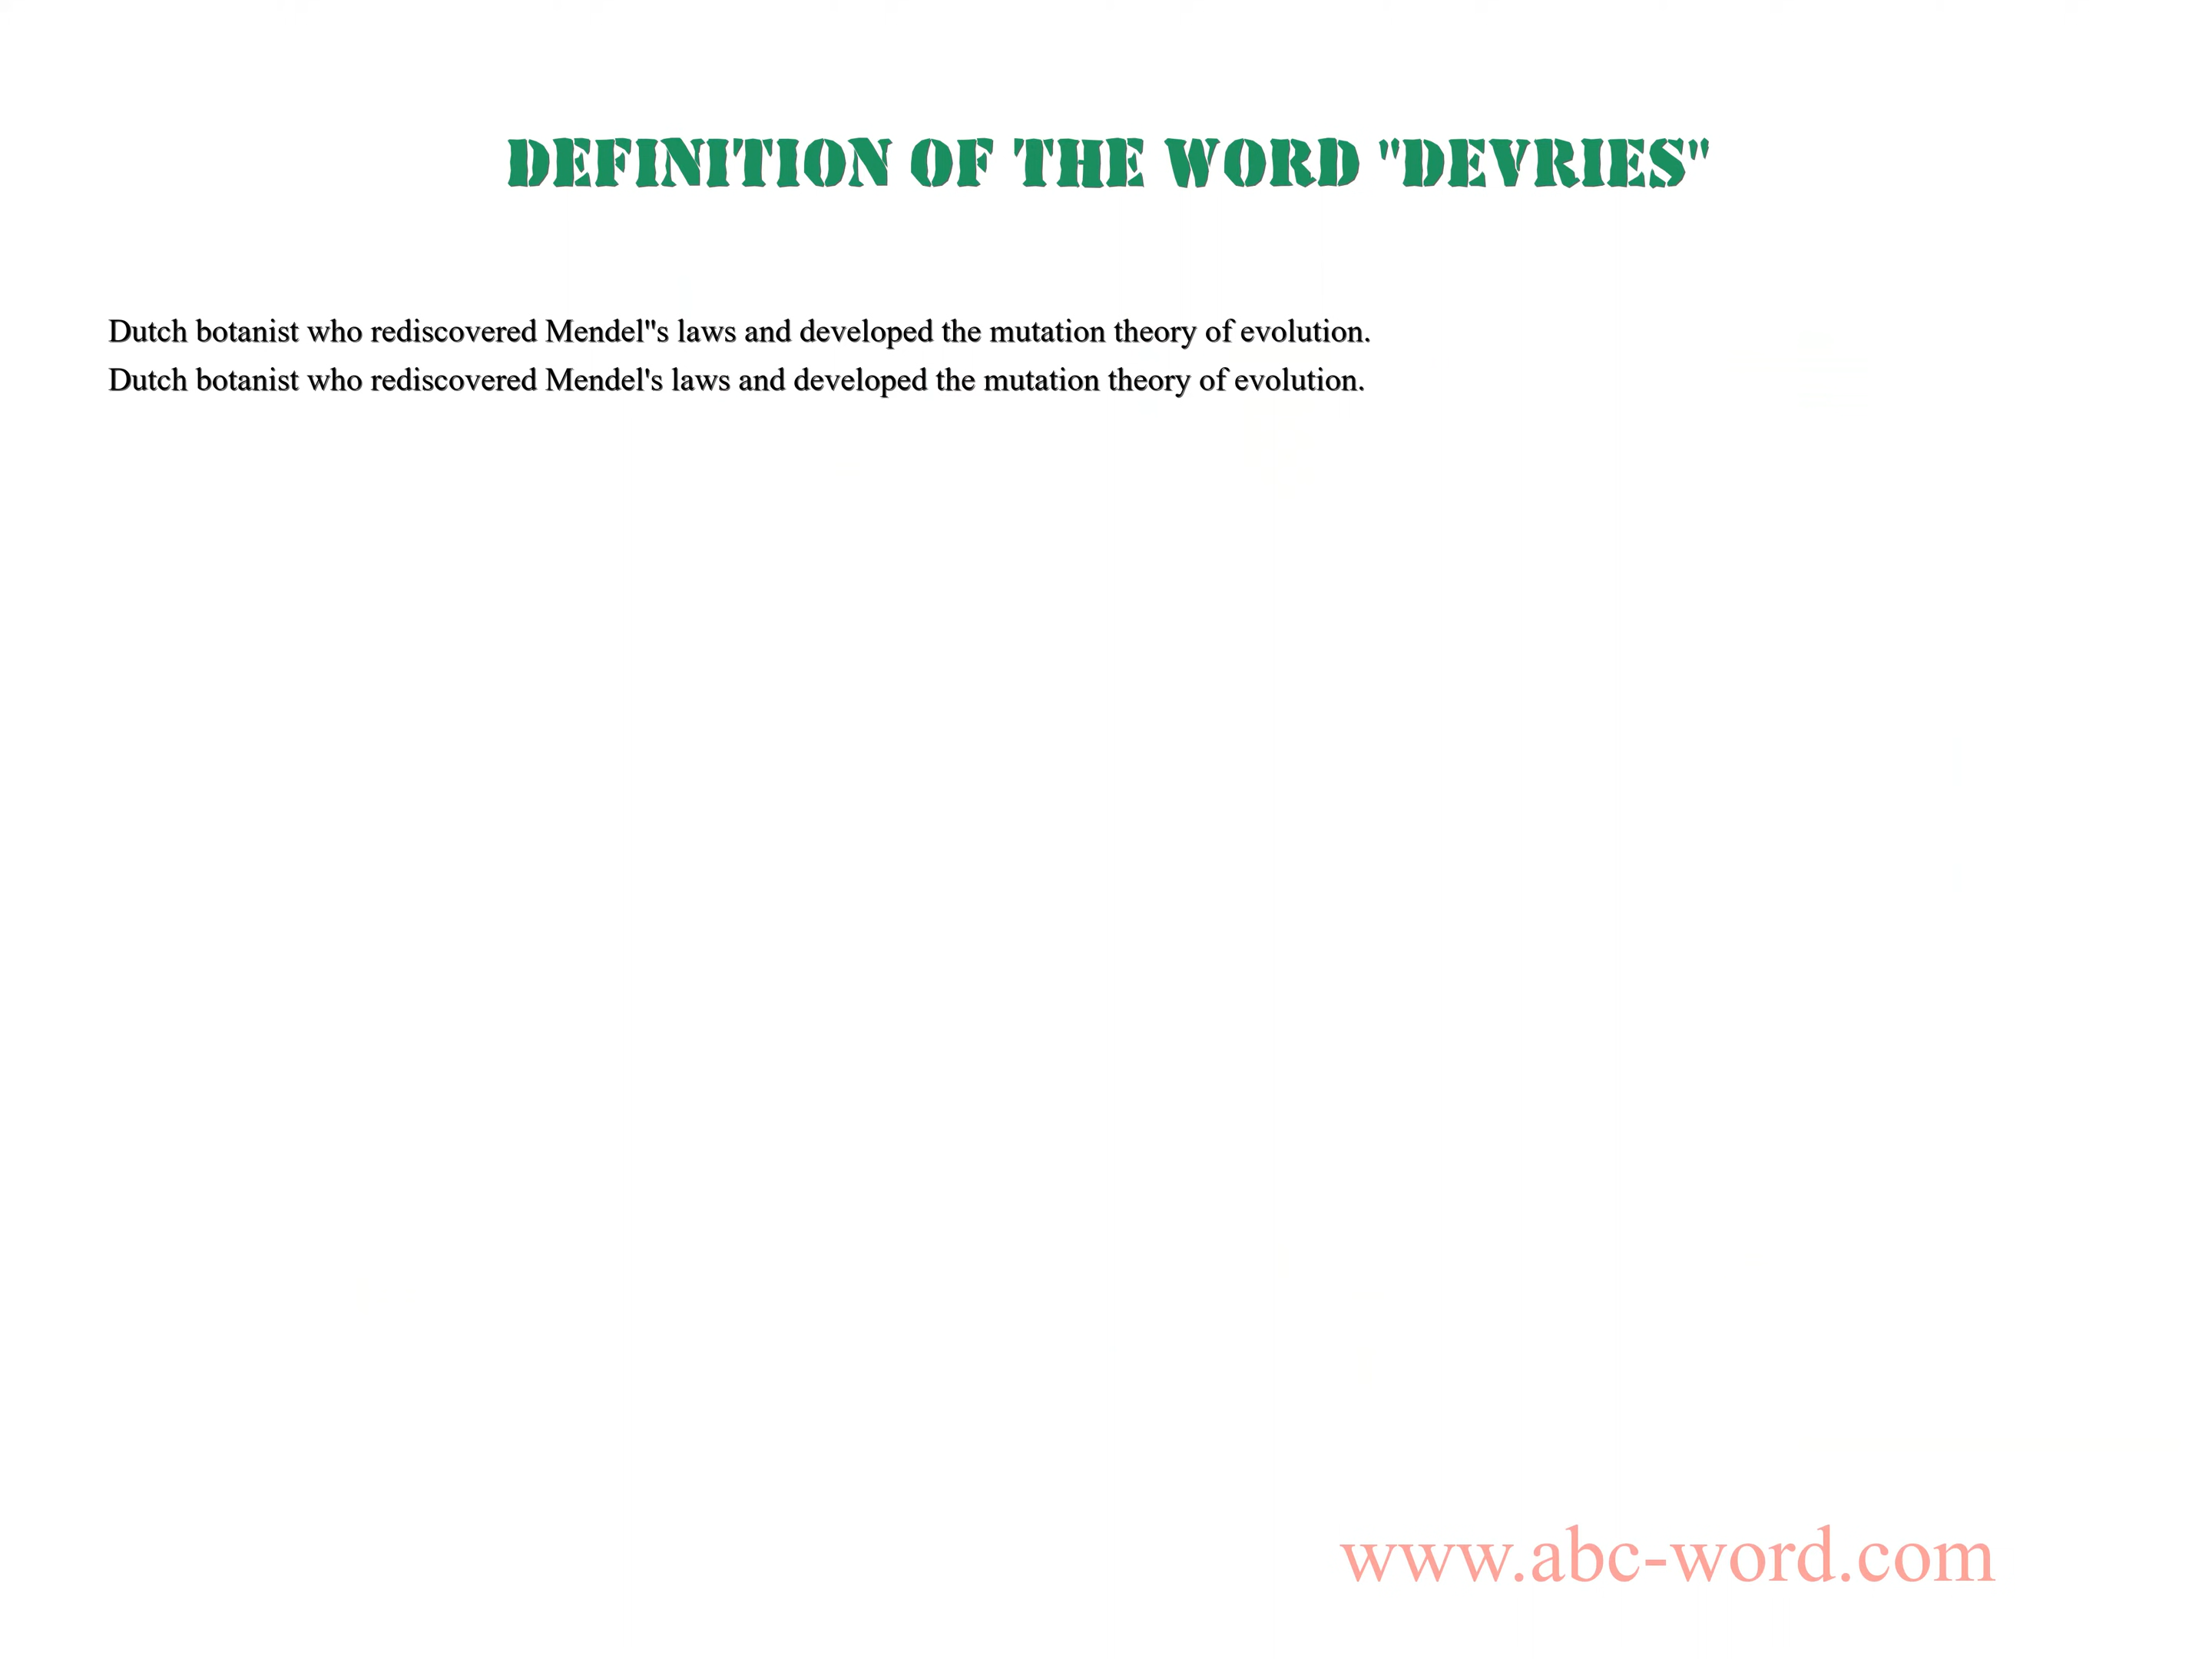 DEFINITION OF THE WORD "DEVRIES"
Dutch botanist who rediscovered Mendel''s laws and developed the mutation theory of evolution.
Dutch botanist who rediscovered Mendel's laws and developed the mutation theory of evolution.
www.abc-word.com